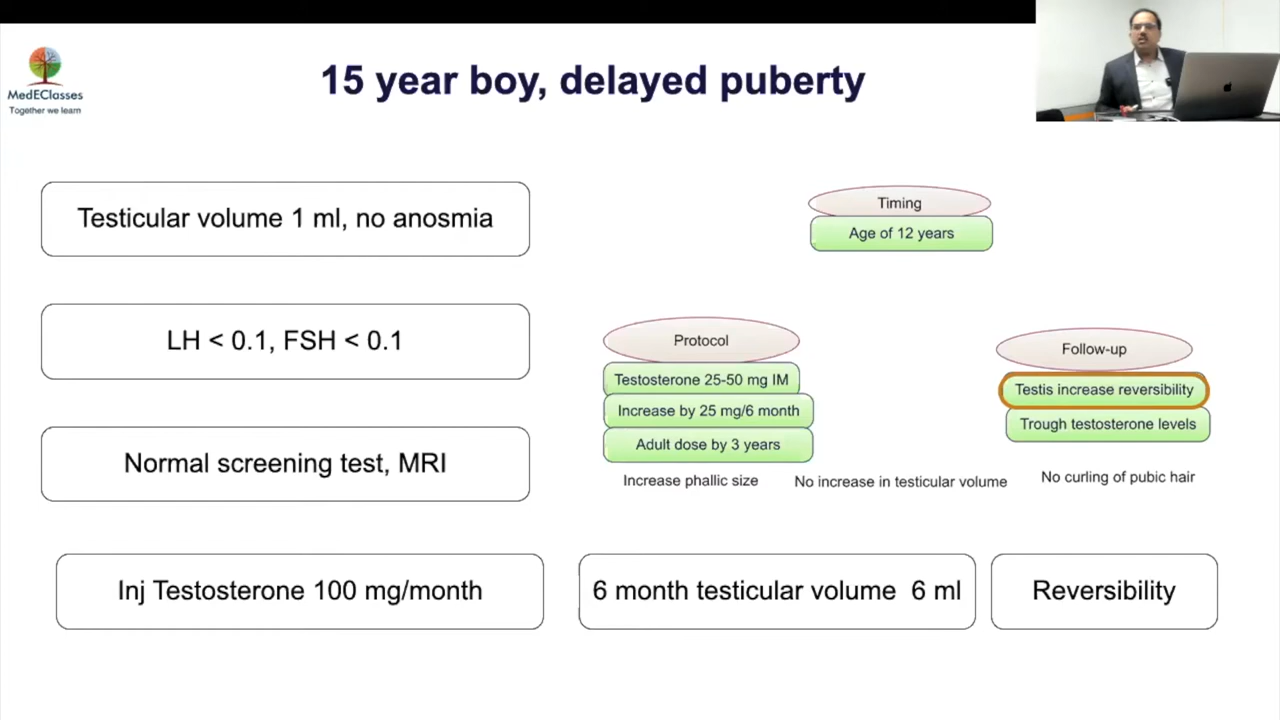 MedEClasses
Together we learn
15 year boy, delayed puberty
Testicular volume 1 ml, no anosmia
LH < 0.1, FSH < 0.1
Normal screening test, MRI
Timing
Age of 12 years
Protocol
Testosterone 25-50 mg IM
Increase by 25 mg/6 month
Adult dose by 3 years
Increase phallic size
No increase in testicular volume
Follow-up
Testis increase reversibility
Trough testosterone levels
No curling of pubic hair
Inj Testosterone 100 mg/month
6 month testicular volume 6 ml
Reversibility